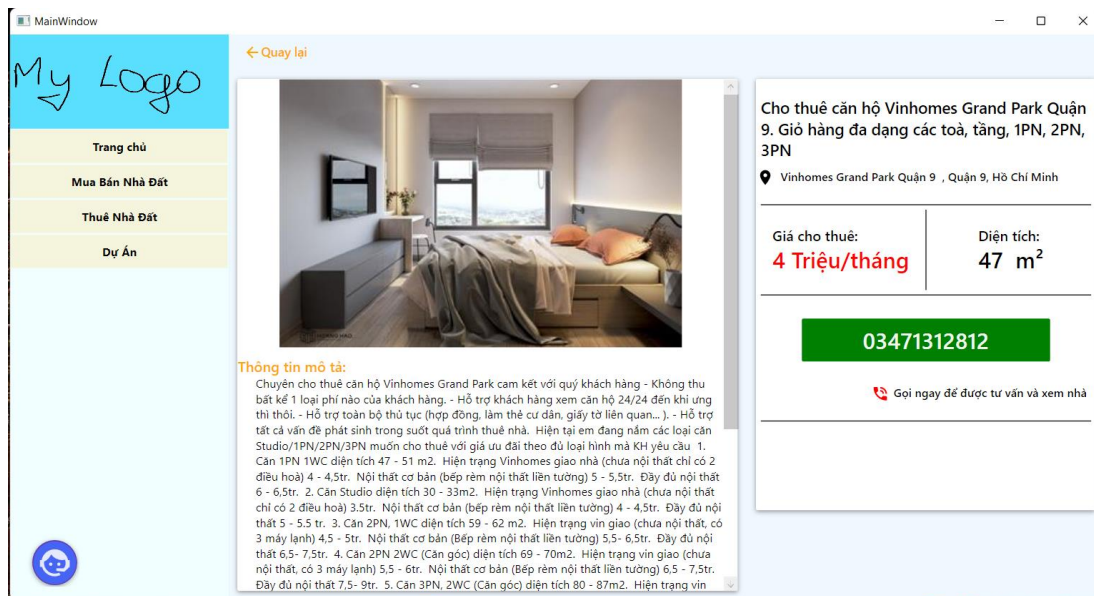 MainWindow
My Logo
Trang chủ
Mua Bán Nhà Đất
Thuê Nhà Đất
Dự Án
Quay lại
Thông tin mô tả:
Chuyên cho thuê căn hộ Vinhomes Grand Park cam kết với quý khách hàng - Không thu
bất kể 1 loại phí nào của khách hàng. - Hỗ trợ khách hàng xem căn hộ 24/24 đến khi ưng
thì thôi. - Hỗ trợ toàn bộ thủ tục (hợp đồng, làm thẻ cư dân, giấy tờ liên quan... ). - Hỗ trợ
tất cả vấn đề phát sinh trong suốt quá trình thuê nhà. Hiện tại em đang nắm các loại căn
Studio/1PN/2PN/3PN muốn cho thuê với giá ưu đãi theo đủ loại hình mà KH yêu cầu 1.
Căn 1PN 1WC diện tích 47 - 51 m2. Hiện trạng Vinhomes giao nhà (chưa nội thất chỉ có 2
điều hoà) 4 - 4,5tr. Nội thất cơ bản (bếp rèm nội thất liền tường) 5 - 5,5tr. Đầy đủ nội thất
6 - 6,5tr. 2. Căn Studio diện tích 30 - 33m2. Hiện trạng Vinhomes giao nhà (chưa nội thất
chỉ có 2 điều hoà) 3.5tr. Nội thất cơ bản (bếp rèm nội thất liền tường) 4 - 4,5tr. Đầy đủ nội
thất 5 - 5.5 tr. 3. Căn 2PN, 1WC diện tích 59 - 62 m2. Hiện trạng vin giao (chưa nội thất, có
3 máy lạnh) 4,5 - 5tr. Nội thất cơ bản (Bếp rèm nội thất liền tường) 5,5- 6,5tr. Đầy đủ nội
thất 6,5- 7,5tr. 4. Căn 2PN 2WC (Căn góc) diện tích 69 - 70m2. Hiện trạng vin giao (chưa
nội thất, có 3 máy lạnh) 5,5 - 6tr. Nội thất cơ bản (Bếp rèm nội thất liền tường) 6,5 - 7,5tr.
Đầy đủ nội thất 7,5- 9tr. 5. Căn 3PN, 2WC (Căn góc) diện tích 80 - 87m2. Hiện trạng vin
Cho thuê căn hộ Vinhomes Grand Park Quận
9. Giỏ hàng đa dạng các toà, tầng, 1PN, 2PN,
3PN
Vinhomes Grand Park Quận 9 , Quận 9, Hồ Chí Minh
Giá cho thuê:
4 Triệu/tháng
Diện tích:
47 m²
03471312812
Gọi ngay để được tư vấn và xem nhà